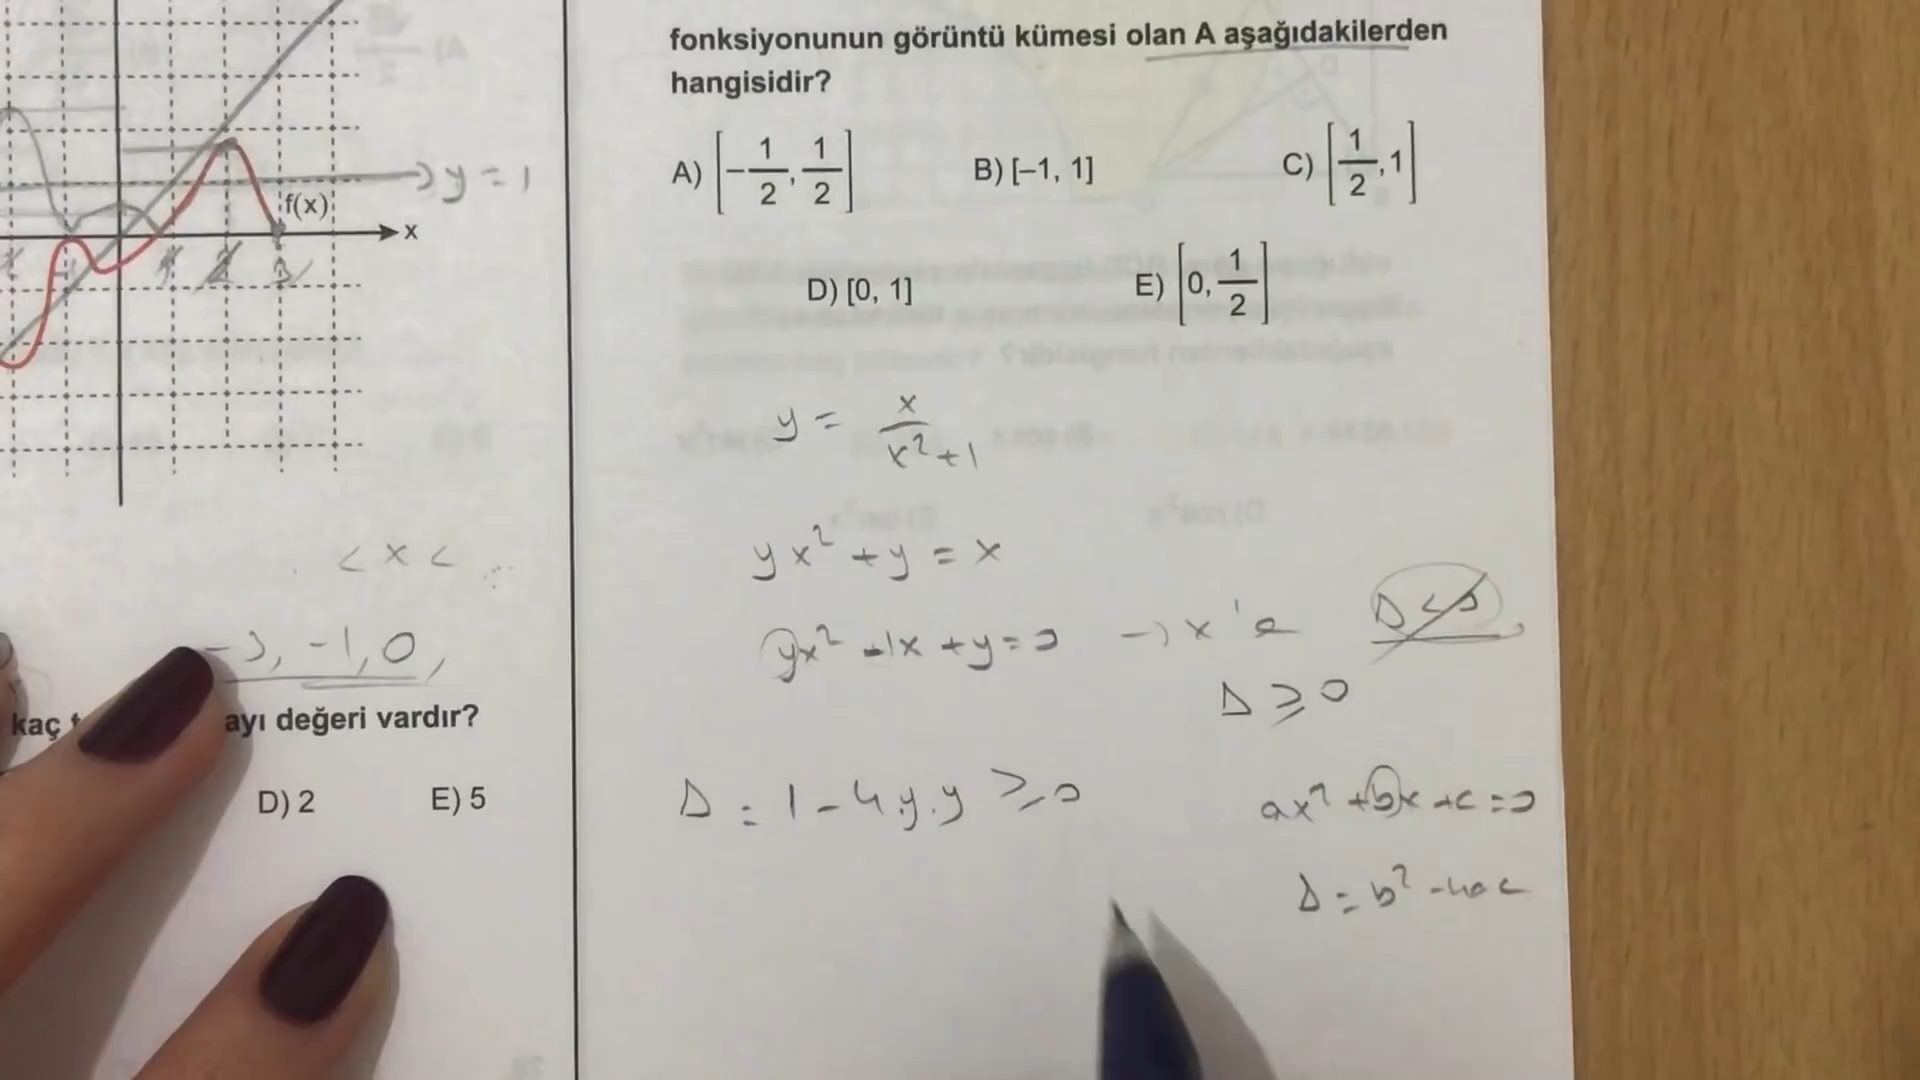 y = 1
f(x)
x
< x <
-3, -1, 0,
kaç
ayı değeri vardır?
D) 2 E) 5
fonksiyonunun görüntü kümesi olan A aşağıdakilerden
hangisidir?
A) [-1/2, 1/2] B) [–1, 1] C) [1/2, 1]
D) [0, 1] E) [0, 1/2]
y = x/(x²+1)
yx² + y = x
yx² - 1x + y = 0 → x'e Δ < 0
Δ ≥ 0
Δ = 1 - 4y.y ≥ 0
ax² + bx + c = 0
Δ = b² - 4ac